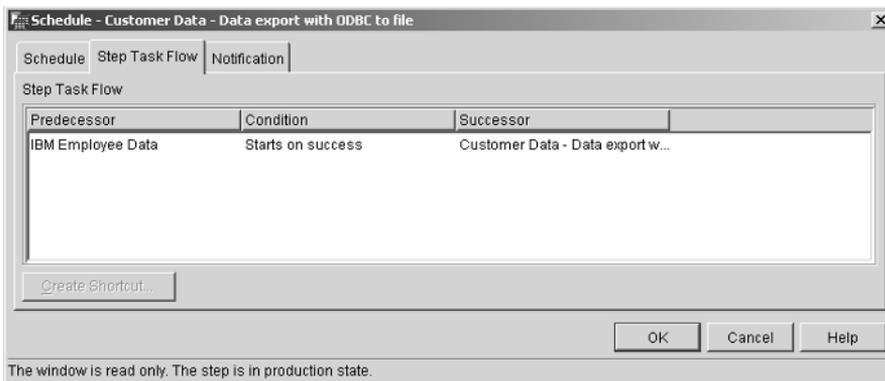 Schedule - Customer Data - Data export with ODBC to file
Schedule Step Task Flow Notification
Step Task Flow
Predecessor Condition Successor
IBM Employee Data Starts on success Customer Data - Data export w...
Create Shortcut...
OK Cancel Help
The window is read only. The step is in production state.